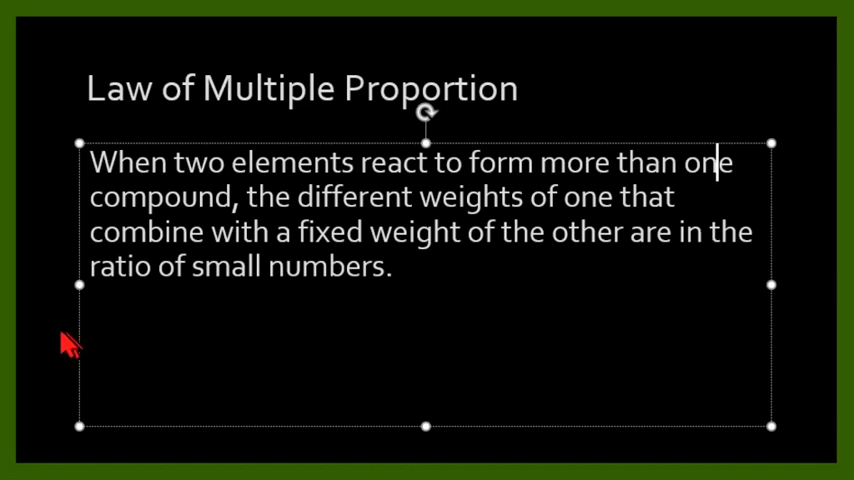 Law of Multiple Proportion
When two elements react to form more than one
compound, the different weights of one that
combine with a fixed weight of the other are in the
ratio of small numbers.